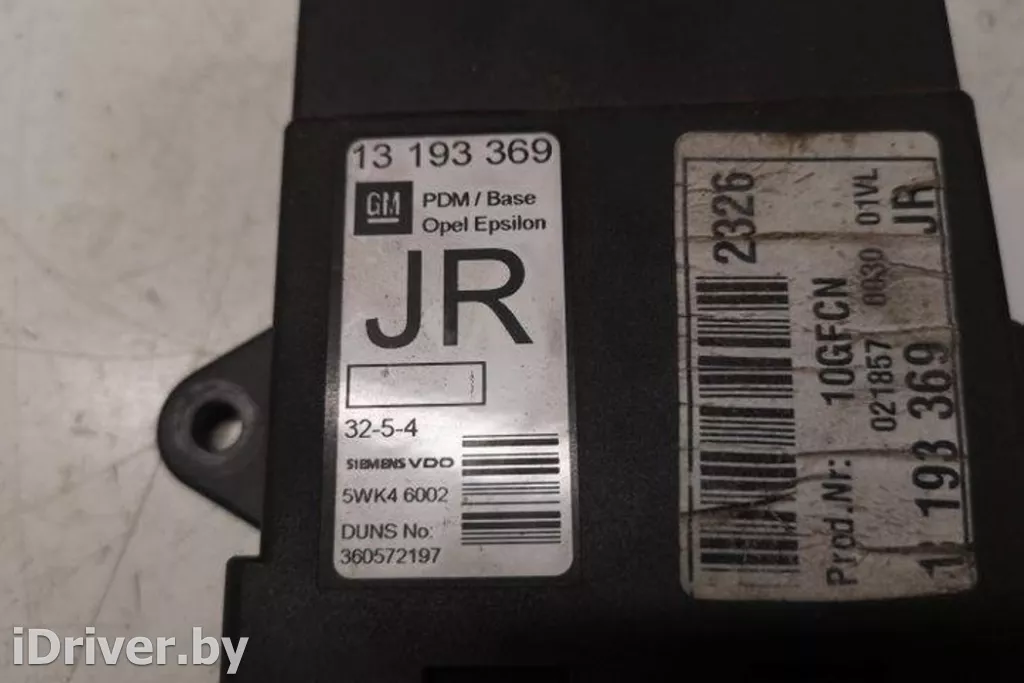 13 193 369
GM
PDM / Base
Opel Epsilon
JR
32-5-4
SIEMENS VDO
5WK4 6002
DUNS No:
360572197
2326
Prod.Nr: 10GFCN
021857 0030 01VL
13 193 369 JR
iDriver.by